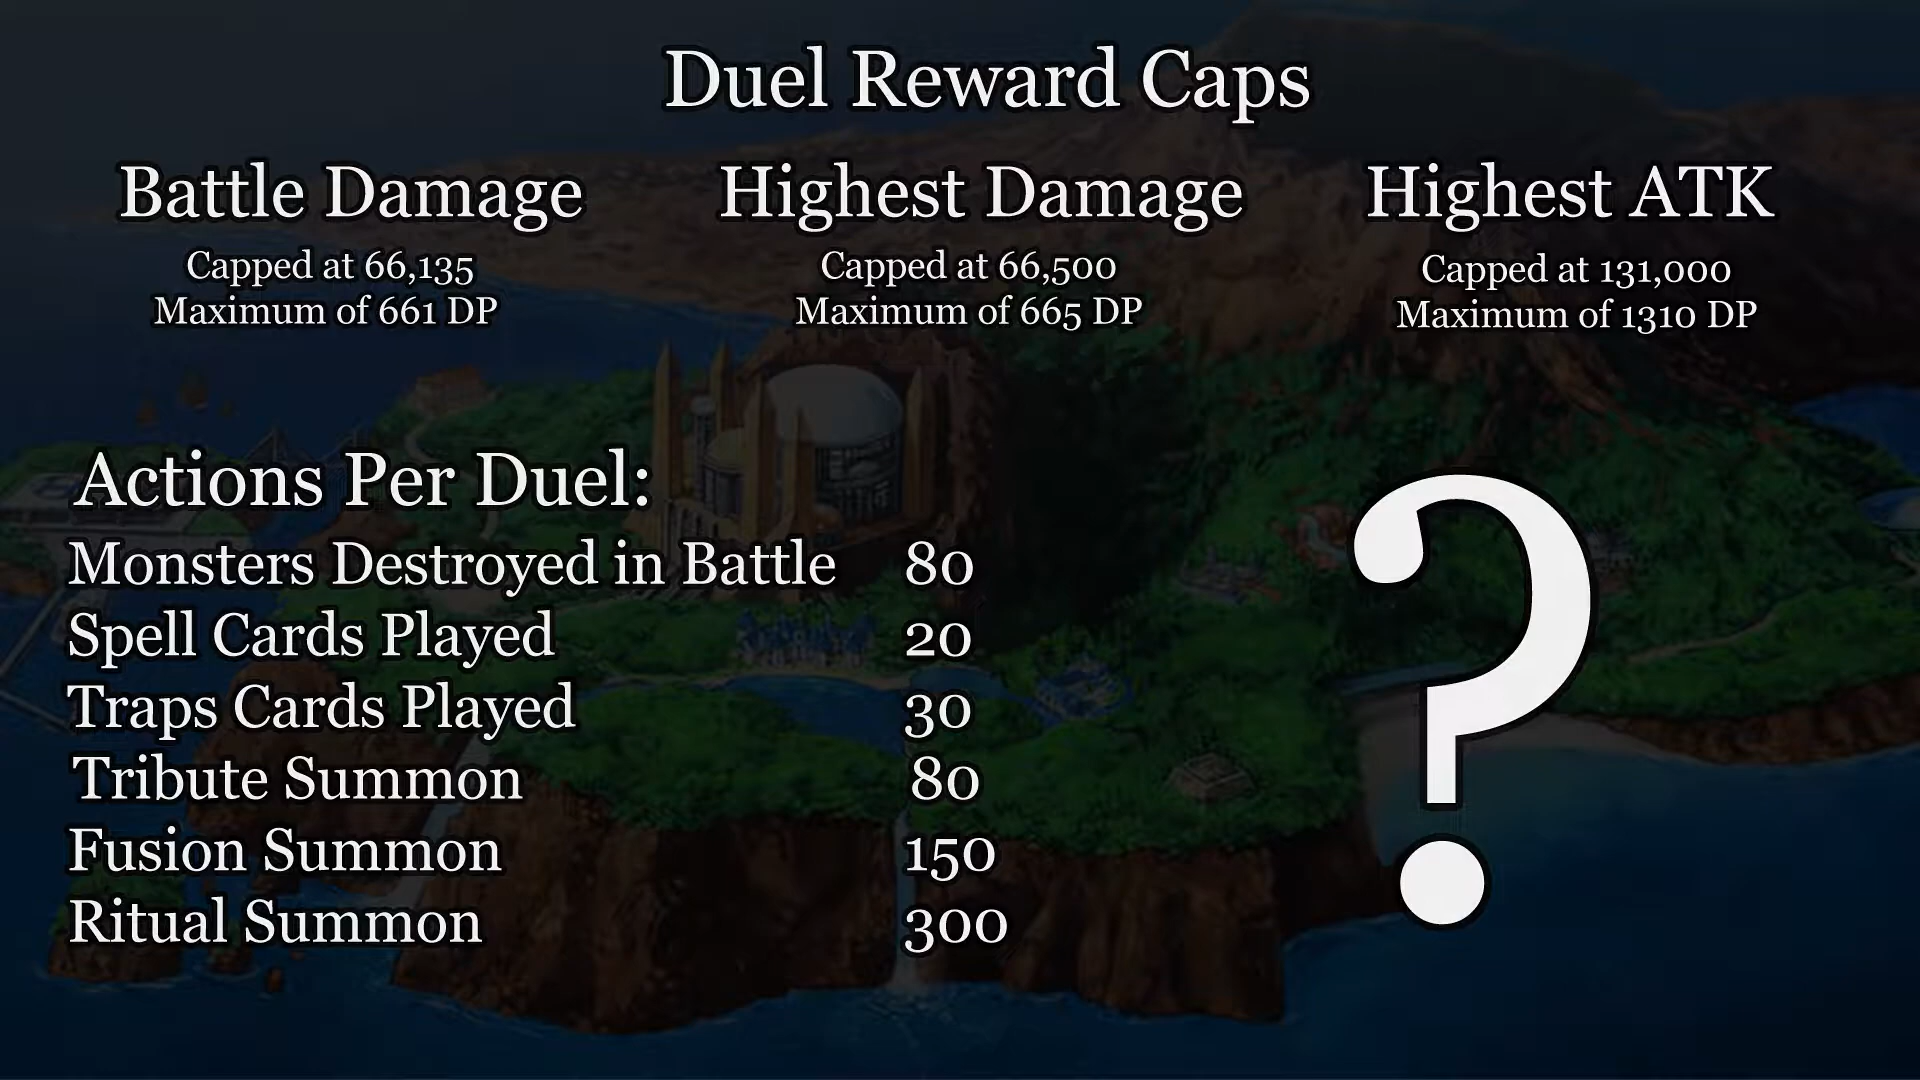 Duel Reward Caps
Battle Damage
Capped at 66,135
Maximum of 661 DP
Highest Damage
Capped at 66,500
Maximum of 665 DP
Highest ATK
Capped at 131,000
Maximum of 1310 DP
Actions Per Duel:
Monsters Destroyed in Battle 80
Spell Cards Played 20
Traps Cards Played 30
Tribute Summon 80
Fusion Summon 150
Ritual Summon 300
?